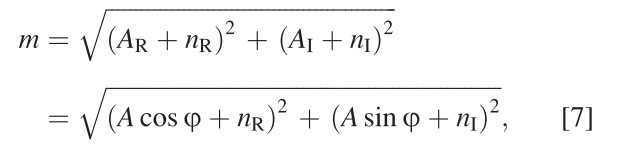 m = √(A_R + n_R)² + (A_I + n_I)²
= √(A cos φ + n_R)² + (A sin φ + n_I)², [7]